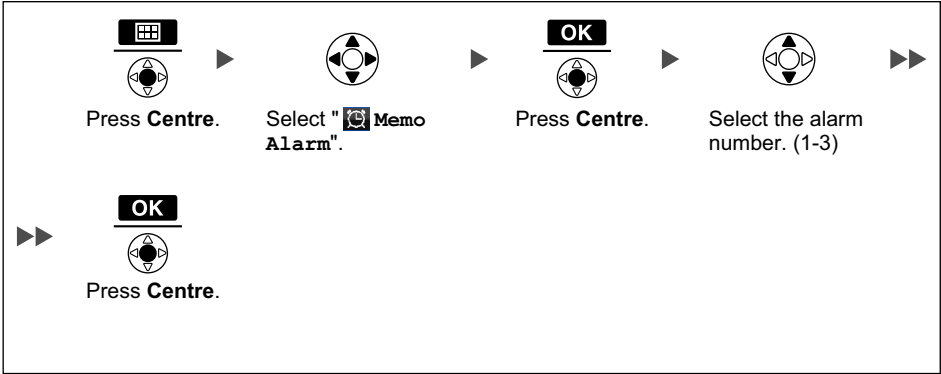 OK
Press Centre.
Select " Memo
Alarm".
Press Centre.
Select the alarm
number. (1-3)
OK
Press Centre.